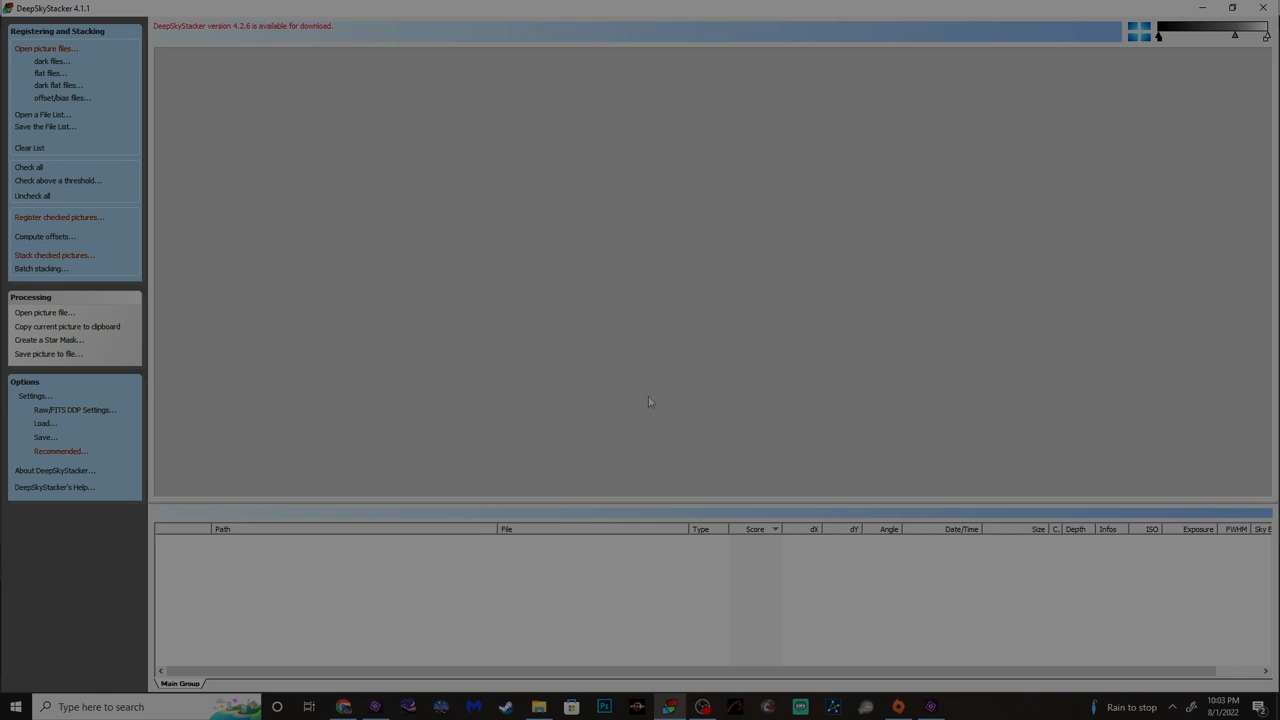 DeepSkyStacker 4.1.1
Registering and Stacking
Open picture files...
dark files...
flat files...
dark flat files...
offset/bias files...
Open a File List...
Save the File List...
Clear List
Check all
Check above a threshold...
Uncheck all
Register checked pictures...
Compute offsets...
Stack checked pictures...
Batch stacking...
Processing
Open picture file...
Copy current picture to clipboard
Create a Star Mask...
Save picture to file...
Options
Settings...
Raw/FITS DDP Settings...
Load...
Save...
Recommended...
About DeepSkyStacker...
DeepSkyStacker's Help...
DeepSkyStacker version 4.2.6 is available for download.
Path File Type Score dX dY Angle Date/Time Size C. Depth Infos ISO Exposure FWHM Sky
Main Group
Type here to search
Ps
Rain to stop
10:03 PM
8/1/2022
2